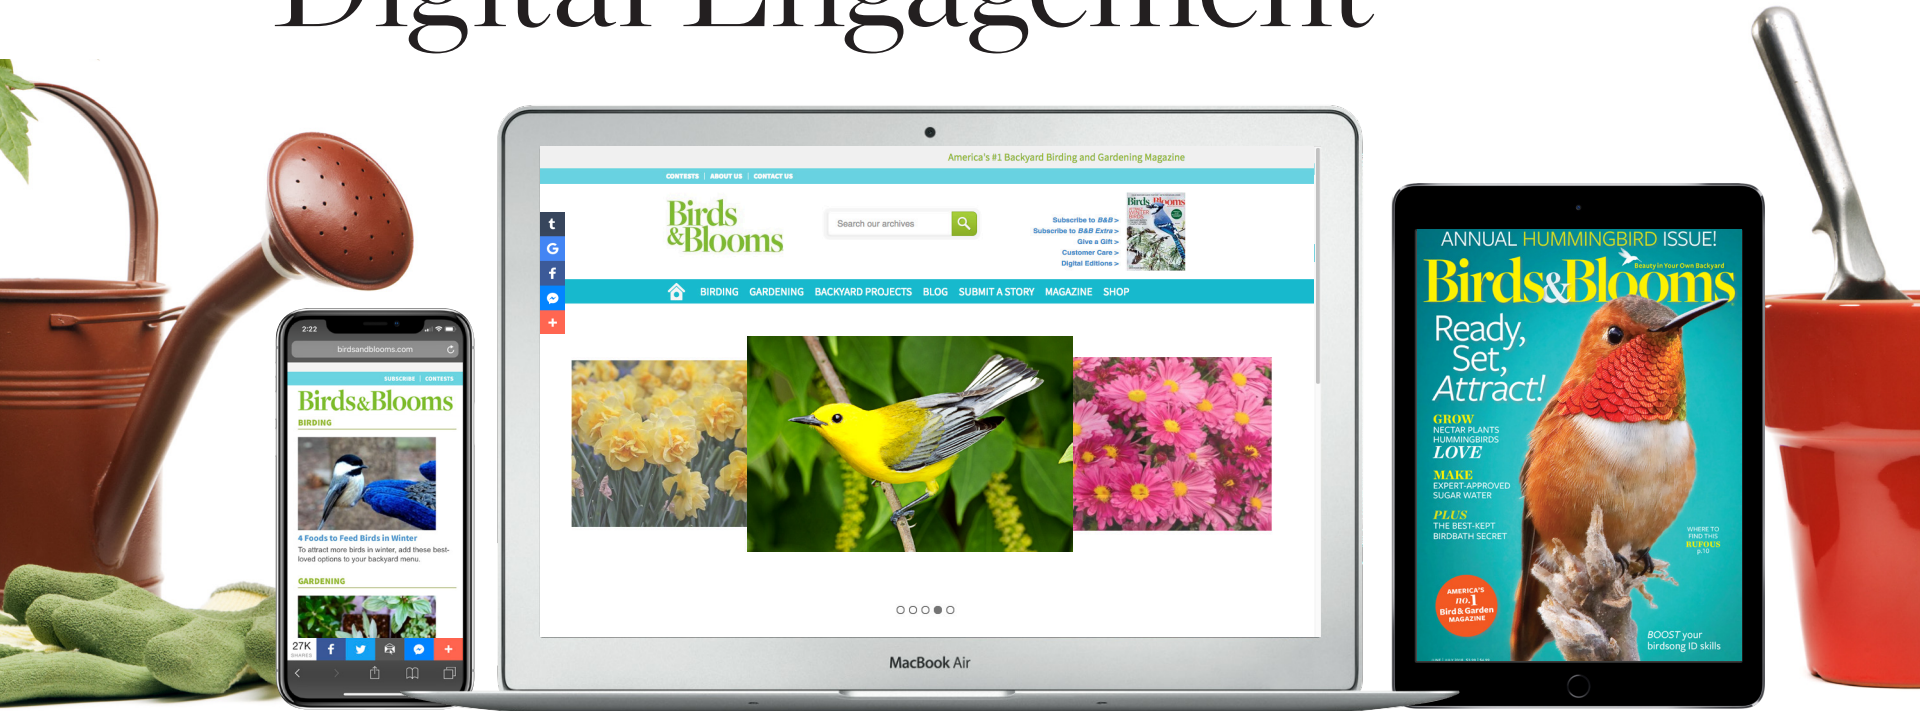 Digital Engagement
2:22
birdsandblooms.com
SUBSCRIBE | CONTESTS
Birds&Blooms
BIRDING
4 Foods to Feed Birds in Winter
To attract more birds in winter, add these best-
loved options to your backyard menu.
GARDENING
27K
SHARES
America's #1 Backyard Birding and Gardening Magazine
CONTESTS | ABOUT US | CONTACT US
Birds
&Blooms
Search our archives
Subscribe to B&B >
Subscribe to B&B Extra >
Give a Gift >
Customer Care >
Digital Editions >
Birds Blooms
BIRDING GARDENING BACKYARD PROJECTS BLOG SUBMIT A STORY MAGAZINE SHOP
MacBook Air
ANNUAL HUMMINGBIRD ISSUE!
Beauty in Your Own Backyard
Birds&Blooms
Ready,
Set,
Attract!
GROW
NECTAR PLANTS
HUMMINGBIRDS
LOVE
MAKE
EXPERT-APPROVED
SUGAR WATER
PLUS
THE BEST-KEPT
BIRDBATH SECRET
WHERE TO
FIND THIS
RUFOUS
p.10
AMERICA'S
no.1
Bird & Garden
MAGAZINE
BOOST your
birdsong ID skills